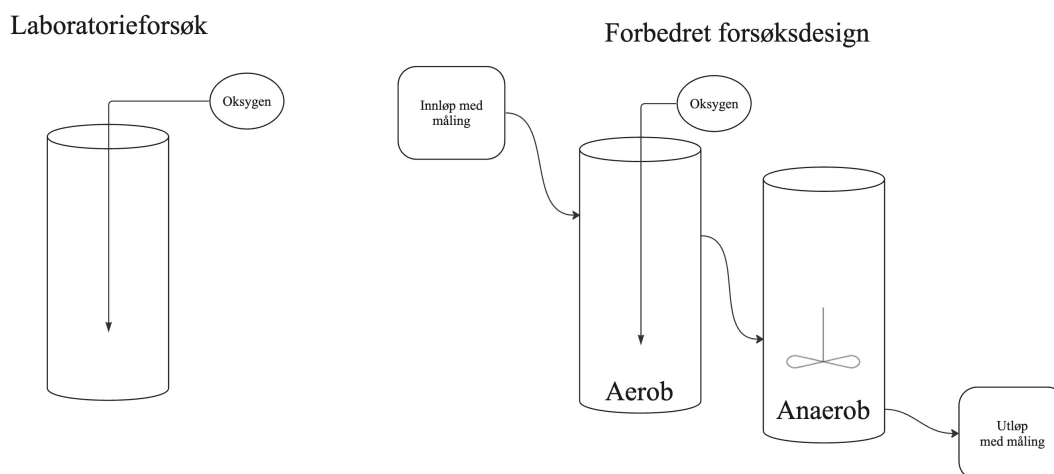 Laboratorieforsøk
Forbedret forsøksdesign
Oksygen
Innløp med
måling
Oksygen
Aerob
Anaerob
Utløp
med måling